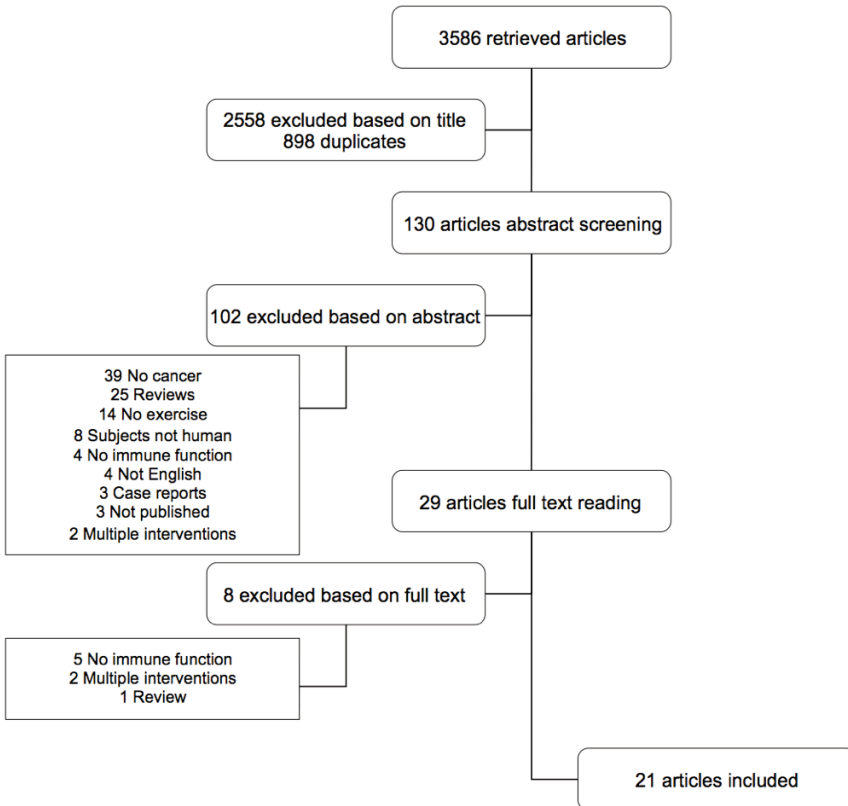 3586 retrieved articles
2558 excluded based on title
898 duplicates
130 articles abstract screening
102 excluded based on abstract
39 No cancer
25 Reviews
14 No exercise
8 Subjects not human
4 No immune function
4 Not English
3 Case reports
3 Not published
2 Multiple interventions
29 articles full text reading
8 excluded based on full text
5 No immune function
2 Multiple interventions
1 Review
21 articles included